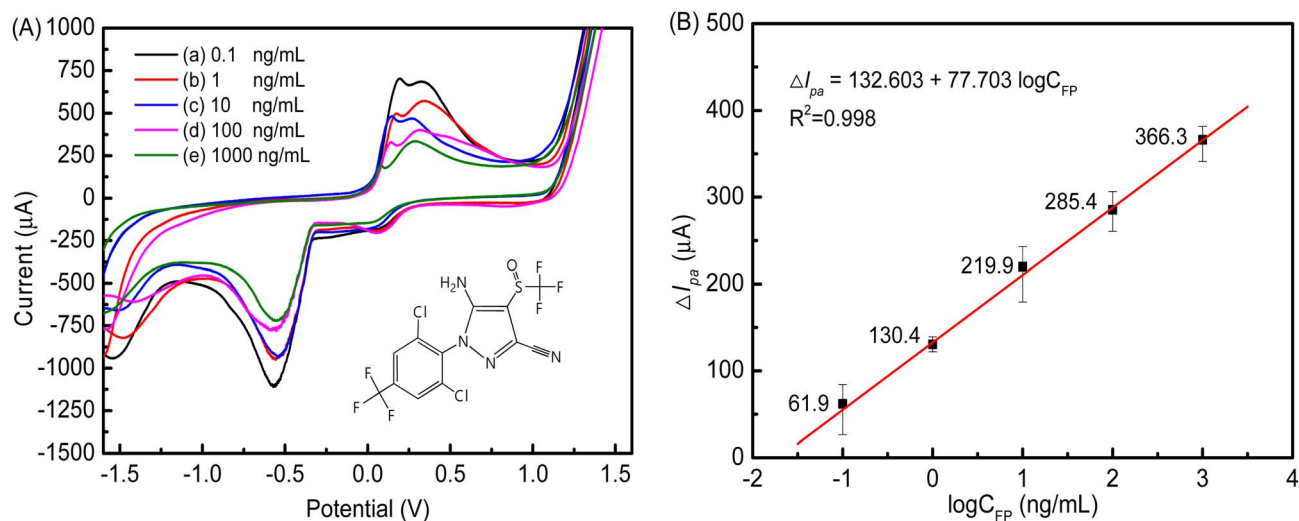 (A)
1000
750
500
250
0
-250
-500
-750
-1000
-1250
-1500
Current (μA)
(a) 0.1 ng/mL
(b) 1 ng/mL
(c) 10 ng/mL
(d) 100 ng/mL
(e) 1000 ng/mL
O
F
H₂N
S
F
F
Cl
N
N
N
F
F
F
Cl
-1.5
-1.0
-0.5
0.0
0.5
1.0
1.5
Potential (V)
(B)
500
400
300
200
100
0
△Ipa (μA)
△Ipa = 132.603 + 77.703 logCFP
R²=0.998
366.3
285.4
219.9
130.4
61.9
-2
-1
0
1
2
3
4
logCFP (ng/mL)